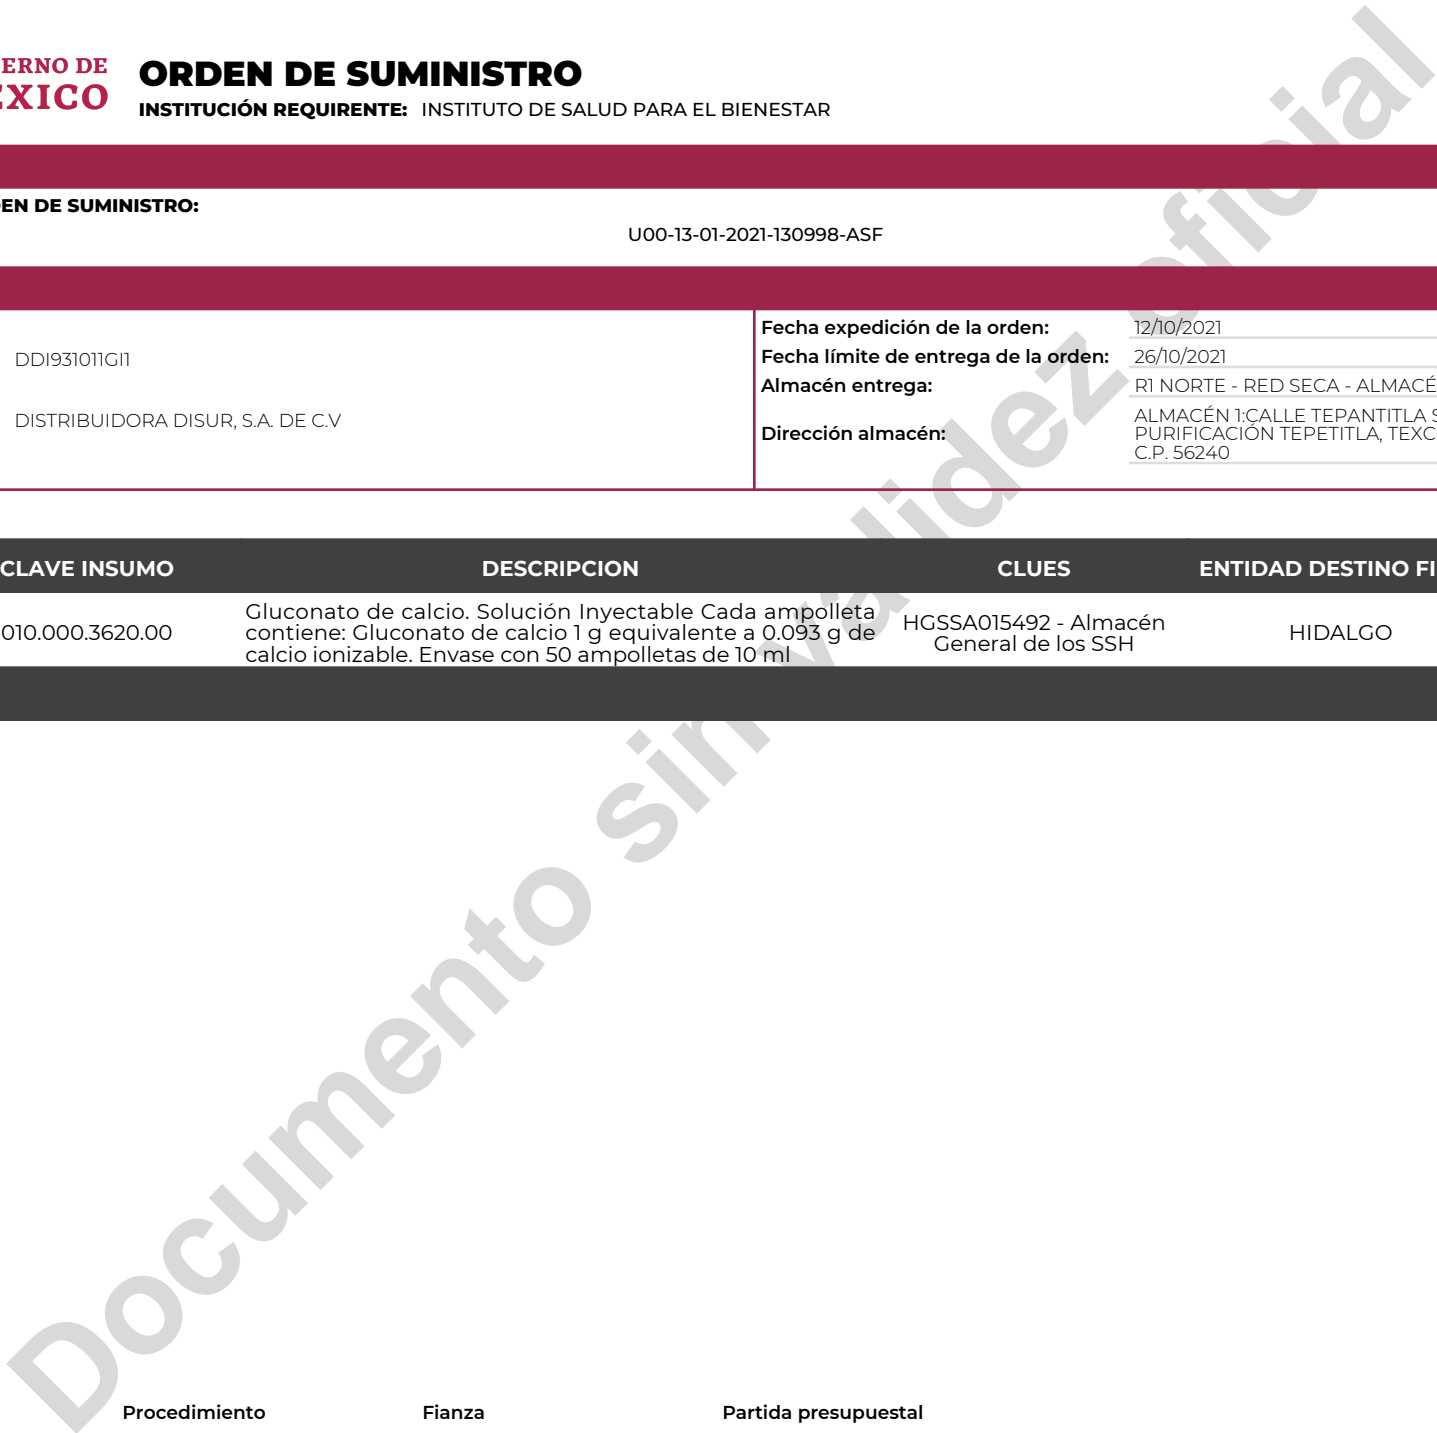 ERNO DE
ÉXICO
ORDEN DE SUMINISTRO
INSTITUCIÓN REQUIRENTE: INSTITUTO DE SALUD PARA EL BIENESTAR
EN DE SUMINISTRO:
U00-13-01-2021-130998-ASF
DDI931011GI1
DISTRIBUIDORA DISUR, S.A. DE C.V
Fecha expedición de la orden: 12/10/2021
Fecha límite de entrega de la orden: 26/10/2021
Almacén entrega: R1 NORTE - RED SECA - ALMACÉ
Dirección almacén:
ALMACÉN 1:CALLE TEPANTITLA S
PURIFICACIÓN TEPETITLA, TEXC
C.P. 56240
CLAVE INSUMO DESCRIPCION CLUES ENTIDAD DESTINO FI
010.000.3620.00
Gluconato de calcio. Solución Inyectable Cada ampolleta
contiene: Gluconato de calcio 1 g equivalente a 0.093 g de
calcio ionizable. Envase con 50 ampolletas de 10 ml
HGSSA015492 - Almacén
General de los SSH
HIDALGO
Documento sin validez oficial
Procedimiento Fianza Partida presupuestal